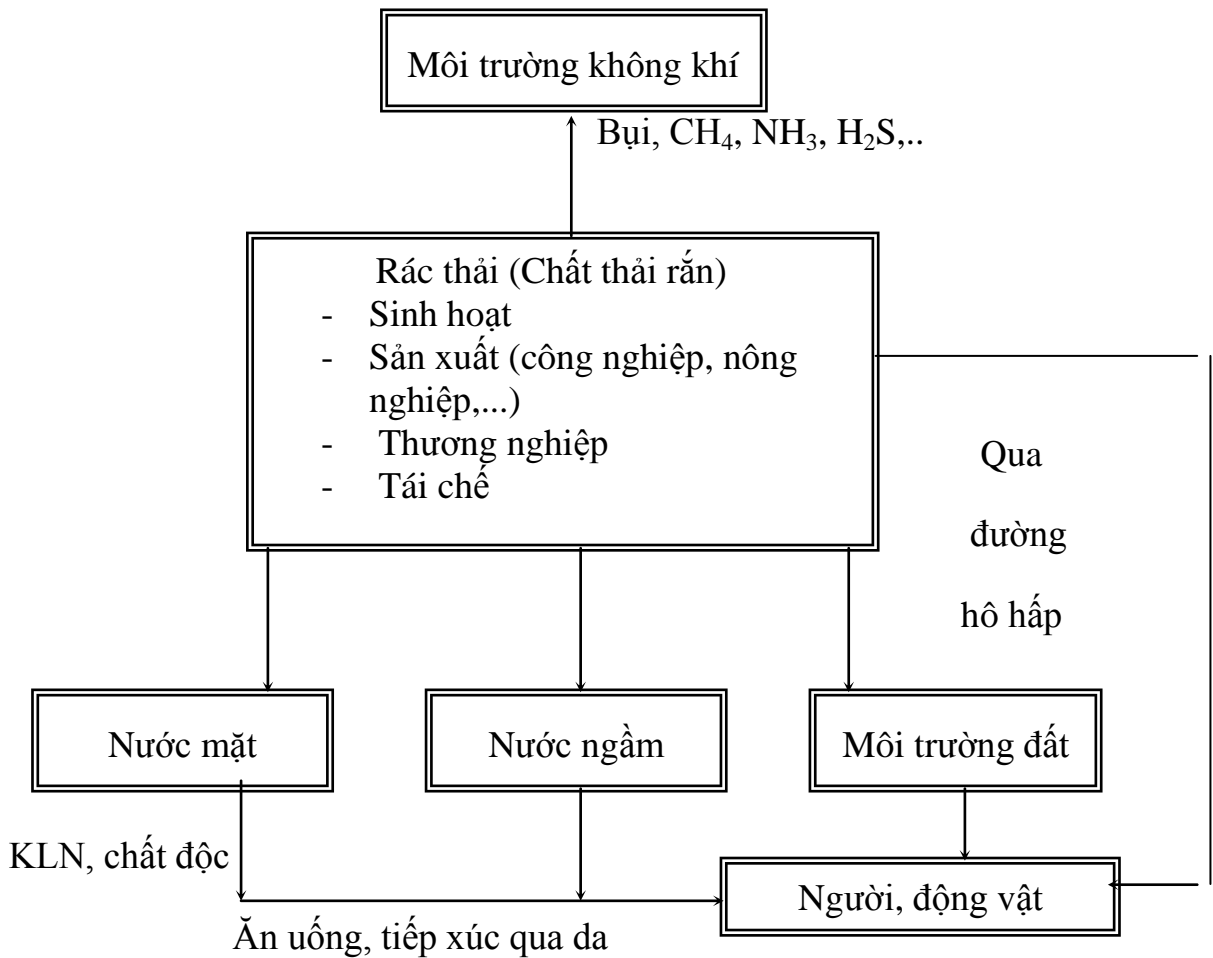 Môi trường không khí
Bụi, CH₄, NH₃, H₂S,..
Rác thải (Chất thải rắn)
- Sinh hoạt
- Sản xuất (công nghiệp, nông
nghiệp,...)
- Thương nghiệp
- Tái chế
Qua
đường
hô hấp
Nước mặt
Nước ngầm
Môi trường đất
KLN, chất độc
Người, động vật
Ăn uống, tiếp xúc qua da